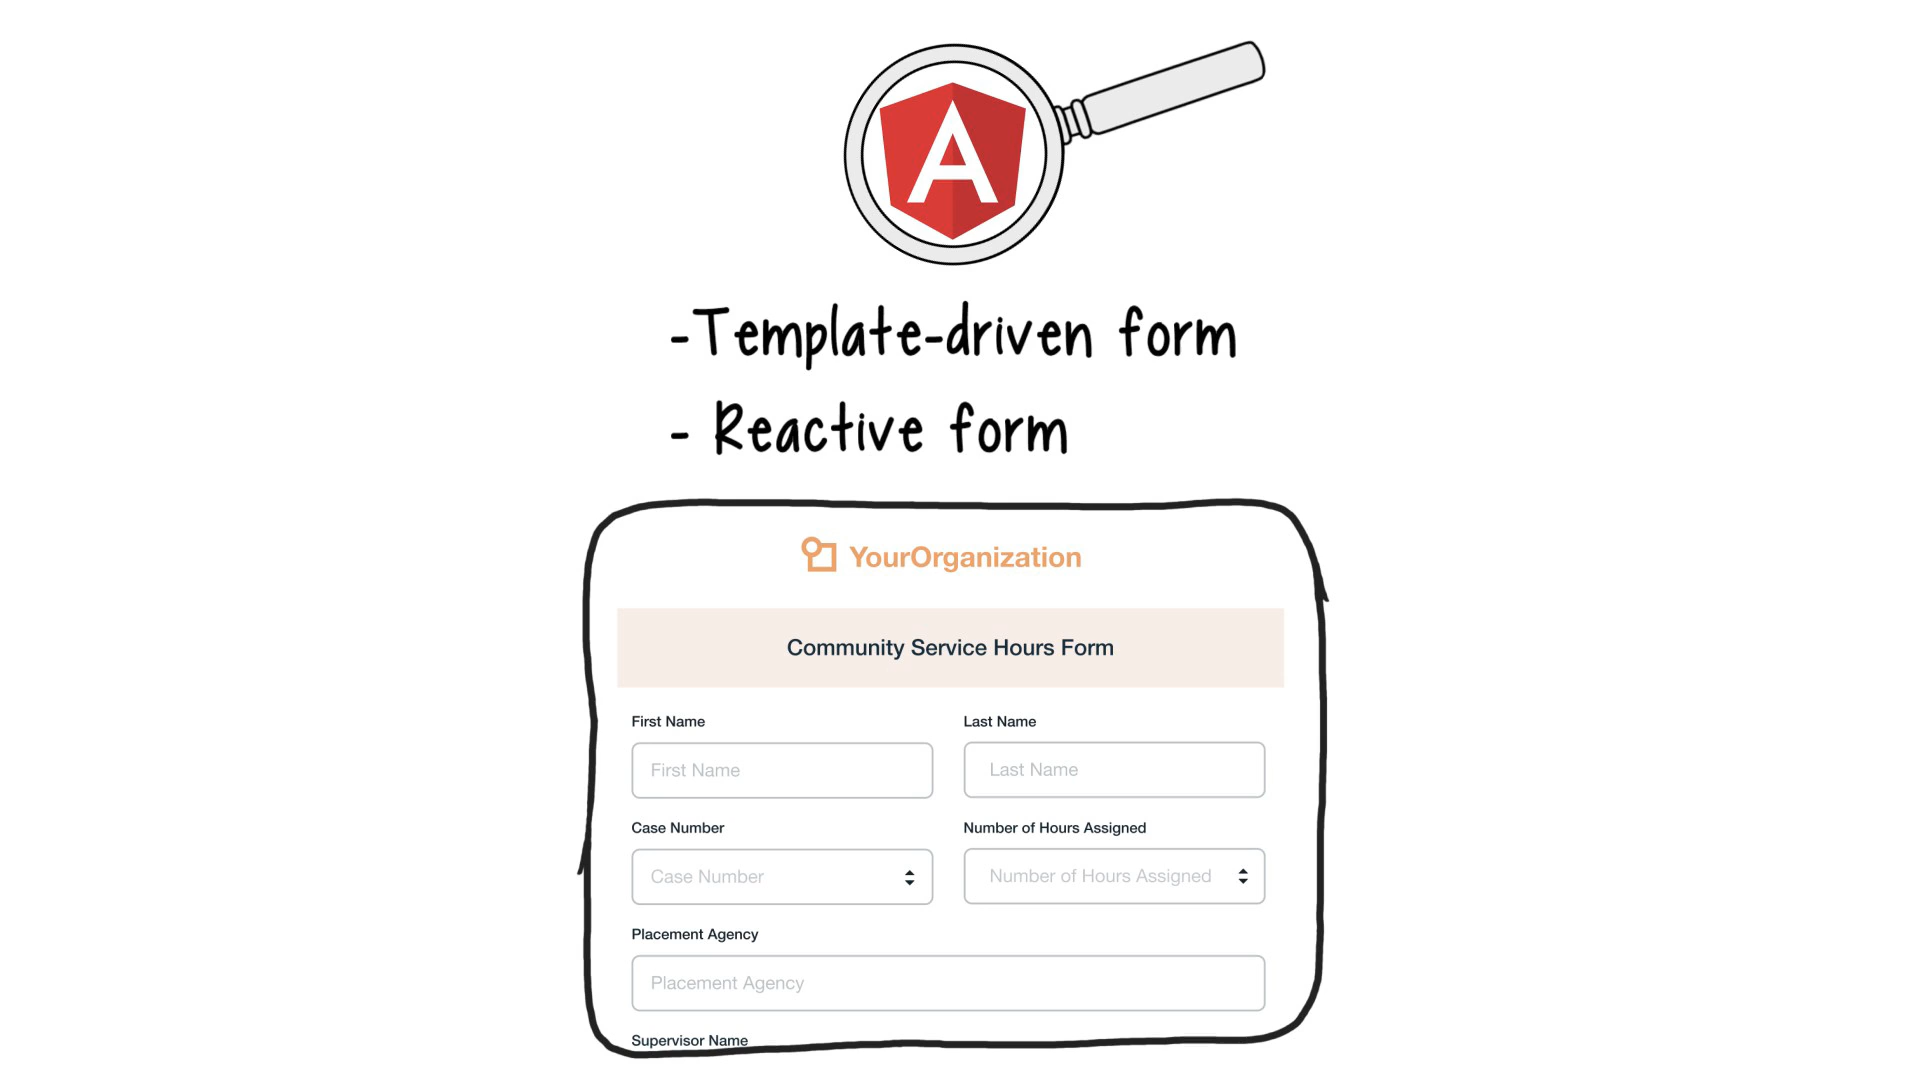 A
-Template-driven form
- Reactive form
YourOrganization
Community Service Hours Form
First Name Last Name
First Name Last Name
Case Number Number of Hours Assigned
Case Number Number of Hours Assigned
Placement Agency
Placement Agency
Supervisor Name